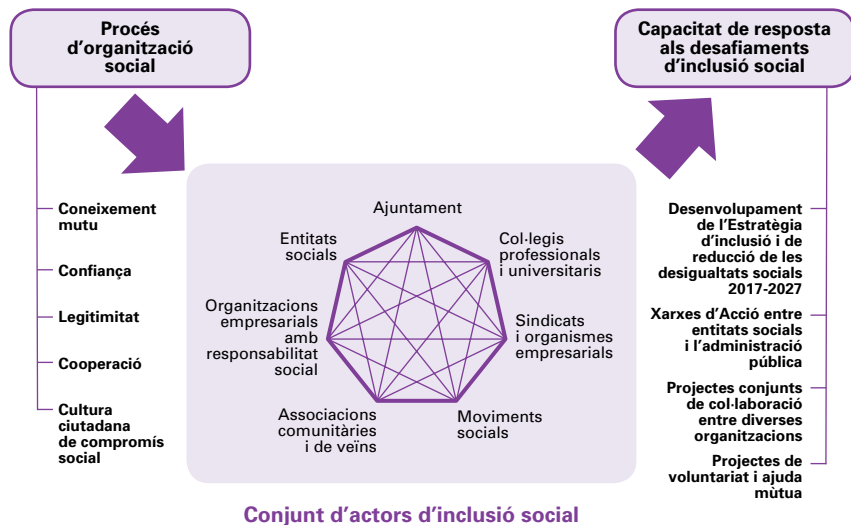 Procés
d’organització
social
Coneixement
mutu
Confiança
Legitimitat
Cooperació
Cultura
ciutadana
de compromís
social
Ajuntament
Entitats
socials
Col·legis
professionals
i universitaris
Organitzacions
empresarials
amb
responsabilitat
social
Sindicats
i organismes
empresarials
Associacions
comunitàries
i de veïns
Moviments
socials
Conjunt d’actors d’inclusió social
Capacitat de resposta
als desafiaments
d’inclusió social
Desenvolupament
de l’Estratègia
d’inclusió i de
reducció de les
desigualtats socials
2017-2027
Xarxes d’Acció entre
entitats socials
i l’administració
pública
Projectes conjunts
de col·laboració
entre diverses
organitzacions
Projectes de
voluntariat i ajuda
mùtua